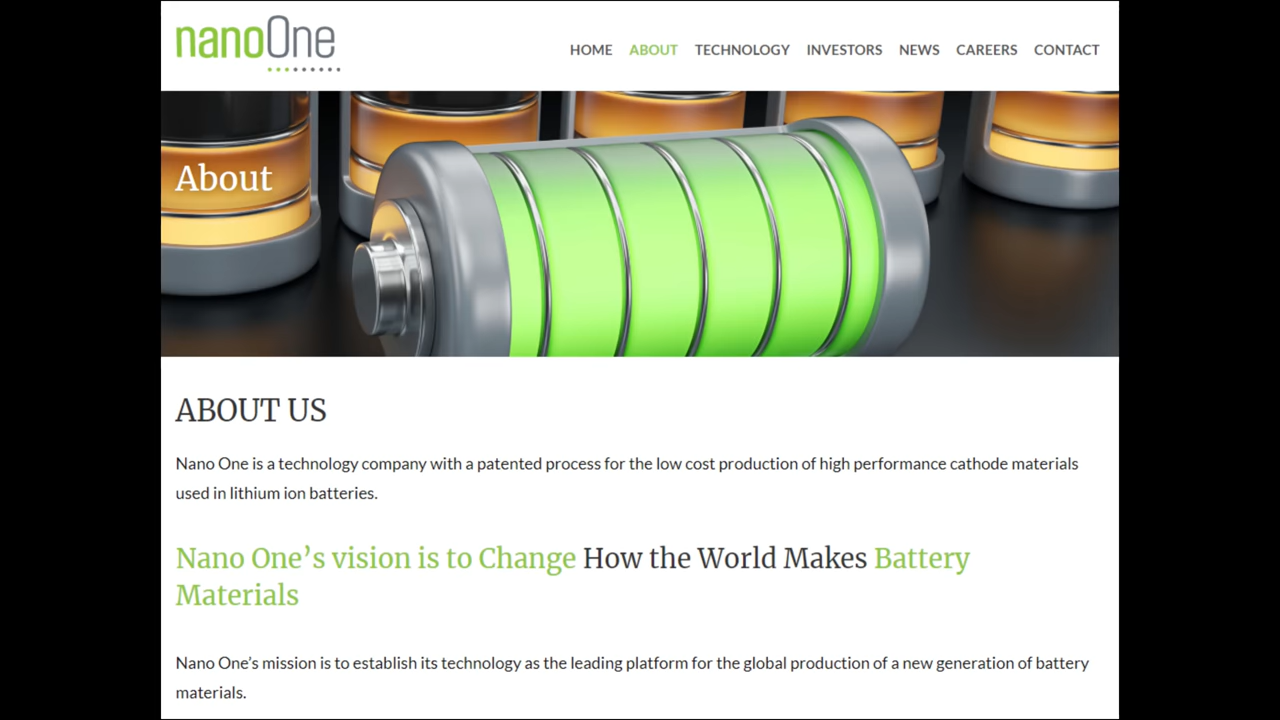 nanoOne
HOME ABOUT TECHNOLOGY INVESTORS NEWS CAREERS CONTACT
About
ABOUT US
Nano One is a technology company with a patented process for the low cost production of high performance cathode materials
used in lithium ion batteries.
Nano One’s vision is to Change How the World Makes Battery
Materials
Nano One’s mission is to establish its technology as the leading platform for the global production of a new generation of battery
materials.